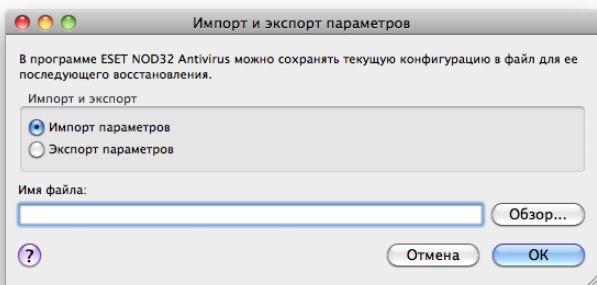 Импорт и экспорт параметров
В программе ESET NOD32 Antivirus можно сохранять текущую конфигурацию в файл для ее
последующего восстановления.
Импорт и экспорт
Импорт параметров
Экспорт параметров
Имя файла:
Обзор...
?
Отмена
OK